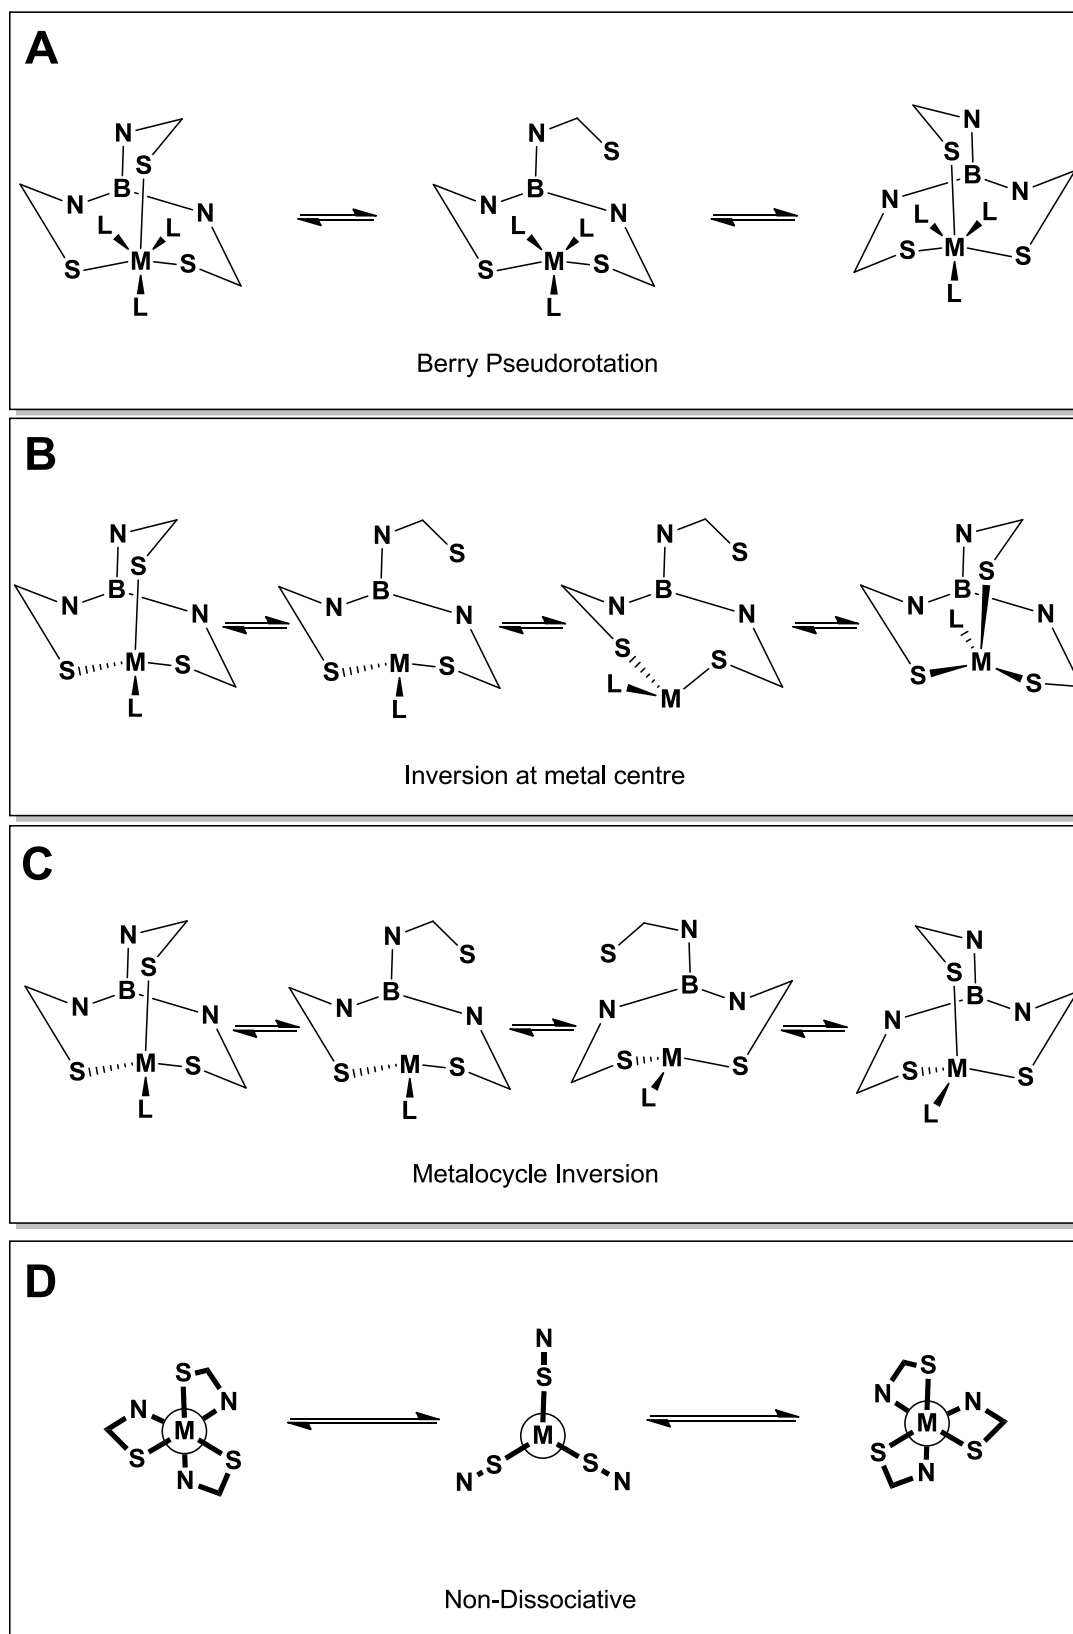 A
N S B N N L L S M S L
N S B N N L L S M S L
N S B N N L L S M S L
Berry Pseudorotation
B
N S B N N S M S L
N S B N N S M S L
N S B N N S S L M
N S B N N L S M S
Inversion at metal centre
C
N S B N N S M S L
N S B N N S M S L
S N B N N S M S L
N S B N N S M S L
Metalocycle Inversion
D
S N N M S S N
N S M S S N N
S N N M S S N
Non-Dissociative